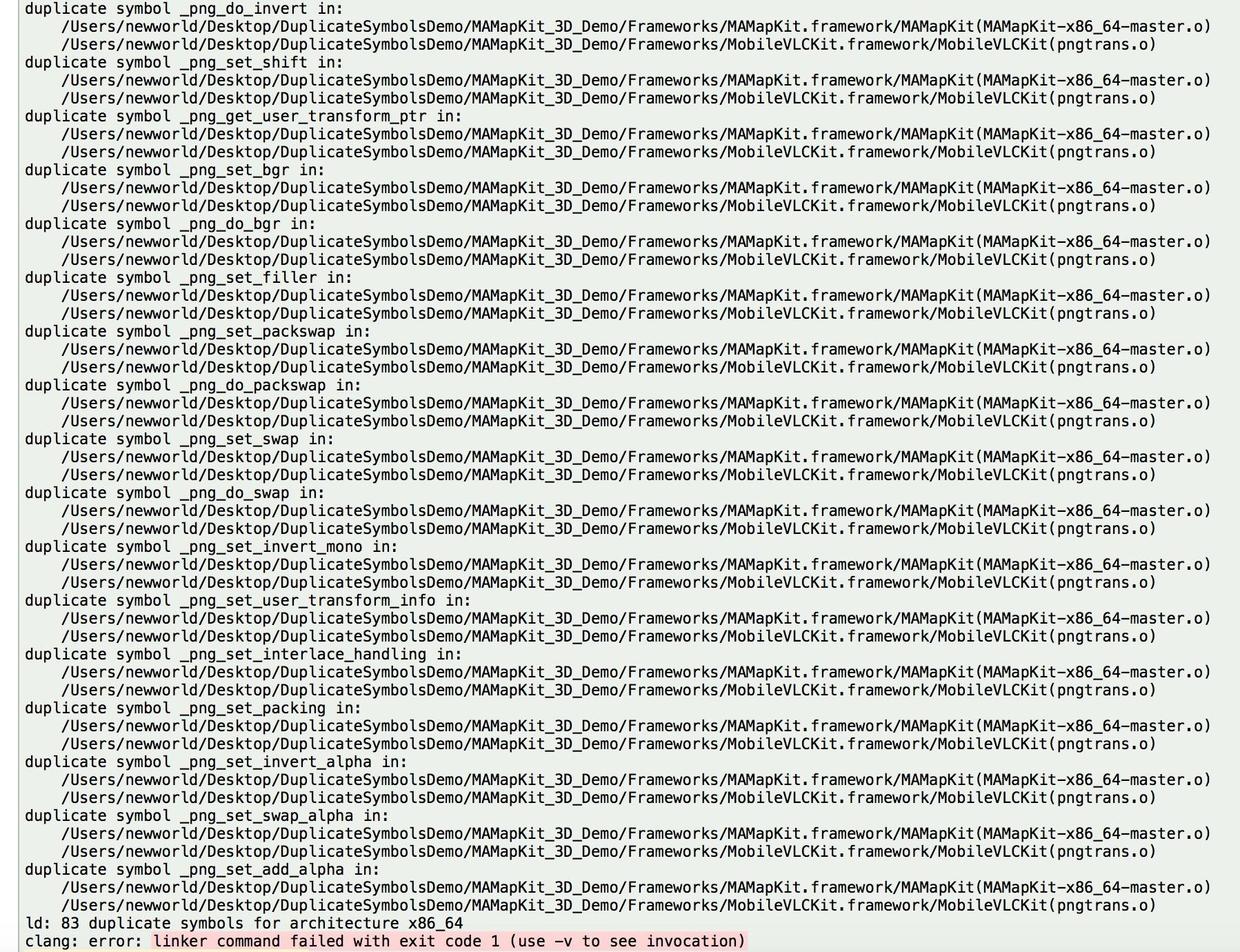 duplicate symbol _png_do_invert in:
/Users/newworld/Desktop/DuplicateSymbolsDemo/MAMapKit_3D_Demo/Frameworks/MAMapKit.framework/MAMapKit(MAMapKit-x86_64-master.o)
/Users/newworld/Desktop/DuplicateSymbolsDemo/MAMapKit_3D_Demo/Frameworks/MobileVLCKit.framework/MobileVLCKit(pngtrans.o)
duplicate symbol _png_set_shift in:
/Users/newworld/Desktop/DuplicateSymbolsDemo/MAMapKit_3D_Demo/Frameworks/MAMapKit.framework/MAMapKit(MAMapKit-x86_64-master.o)
/Users/newworld/Desktop/DuplicateSymbolsDemo/MAMapKit_3D_Demo/Frameworks/MobileVLCKit.framework/MobileVLCKit(pngtrans.o)
duplicate symbol _png_get_user_transform_ptr in:
/Users/newworld/Desktop/DuplicateSymbolsDemo/MAMapKit_3D_Demo/Frameworks/MAMapKit.framework/MAMapKit(MAMapKit-x86_64-master.o)
/Users/newworld/Desktop/DuplicateSymbolsDemo/MAMapKit_3D_Demo/Frameworks/MobileVLCKit.framework/MobileVLCKit(pngtrans.o)
duplicate symbol _png_set_bgr in:
/Users/newworld/Desktop/DuplicateSymbolsDemo/MAMapKit_3D_Demo/Frameworks/MAMapKit.framework/MAMapKit(MAMapKit-x86_64-master.o)
/Users/newworld/Desktop/DuplicateSymbolsDemo/MAMapKit_3D_Demo/Frameworks/MobileVLCKit.framework/MobileVLCKit(pngtrans.o)
duplicate symbol _png_do_bgr in:
/Users/newworld/Desktop/DuplicateSymbolsDemo/MAMapKit_3D_Demo/Frameworks/MAMapKit.framework/MAMapKit(MAMapKit-x86_64-master.o)
/Users/newworld/Desktop/DuplicateSymbolsDemo/MAMapKit_3D_Demo/Frameworks/MobileVLCKit.framework/MobileVLCKit(pngtrans.o)
duplicate symbol _png_set_filler in:
/Users/newworld/Desktop/DuplicateSymbolsDemo/MAMapKit_3D_Demo/Frameworks/MAMapKit.framework/MAMapKit(MAMapKit-x86_64-master.o)
/Users/newworld/Desktop/DuplicateSymbolsDemo/MAMapKit_3D_Demo/Frameworks/MobileVLCKit.framework/MobileVLCKit(pngtrans.o)
duplicate symbol _png_set_packswap in:
/Users/newworld/Desktop/DuplicateSymbolsDemo/MAMapKit_3D_Demo/Frameworks/MAMapKit.framework/MAMapKit(MAMapKit-x86_64-master.o)
/Users/newworld/Desktop/DuplicateSymbolsDemo/MAMapKit_3D_Demo/Frameworks/MobileVLCKit.framework/MobileVLCKit(pngtrans.o)
duplicate symbol _png_do_packswap in:
/Users/newworld/Desktop/DuplicateSymbolsDemo/MAMapKit_3D_Demo/Frameworks/MAMapKit.framework/MAMapKit(MAMapKit-x86_64-master.o)
/Users/newworld/Desktop/DuplicateSymbolsDemo/MAMapKit_3D_Demo/Frameworks/MobileVLCKit.framework/MobileVLCKit(pngtrans.o)
duplicate symbol _png_set_swap in:
/Users/newworld/Desktop/DuplicateSymbolsDemo/MAMapKit_3D_Demo/Frameworks/MAMapKit.framework/MAMapKit(MAMapKit-x86_64-master.o)
/Users/newworld/Desktop/DuplicateSymbolsDemo/MAMapKit_3D_Demo/Frameworks/MobileVLCKit.framework/MobileVLCKit(pngtrans.o)
duplicate symbol _png_do_swap in:
/Users/newworld/Desktop/DuplicateSymbolsDemo/MAMapKit_3D_Demo/Frameworks/MAMapKit.framework/MAMapKit(MAMapKit-x86_64-master.o)
/Users/newworld/Desktop/DuplicateSymbolsDemo/MAMapKit_3D_Demo/Frameworks/MobileVLCKit.framework/MobileVLCKit(pngtrans.o)
duplicate symbol _png_set_invert_mono in:
/Users/newworld/Desktop/DuplicateSymbolsDemo/MAMapKit_3D_Demo/Frameworks/MAMapKit.framework/MAMapKit(MAMapKit-x86_64-master.o)
/Users/newworld/Desktop/DuplicateSymbolsDemo/MAMapKit_3D_Demo/Frameworks/MobileVLCKit.framework/MobileVLCKit(pngtrans.o)
duplicate symbol _png_set_user_transform_info in:
/Users/newworld/Desktop/DuplicateSymbolsDemo/MAMapKit_3D_Demo/Frameworks/MAMapKit.framework/MAMapKit(MAMapKit-x86_64-master.o)
/Users/newworld/Desktop/DuplicateSymbolsDemo/MAMapKit_3D_Demo/Frameworks/MobileVLCKit.framework/MobileVLCKit(pngtrans.o)
duplicate symbol _png_set_interlace_handling in:
/Users/newworld/Desktop/DuplicateSymbolsDemo/MAMapKit_3D_Demo/Frameworks/MAMapKit.framework/MAMapKit(MAMapKit-x86_64-master.o)
/Users/newworld/Desktop/DuplicateSymbolsDemo/MAMapKit_3D_Demo/Frameworks/MobileVLCKit.framework/MobileVLCKit(pngtrans.o)
duplicate symbol _png_set_packing in:
/Users/newworld/Desktop/DuplicateSymbolsDemo/MAMapKit_3D_Demo/Frameworks/MAMapKit.framework/MAMapKit(MAMapKit-x86_64-master.o)
/Users/newworld/Desktop/DuplicateSymbolsDemo/MAMapKit_3D_Demo/Frameworks/MobileVLCKit.framework/MobileVLCKit(pngtrans.o)
duplicate symbol _png_set_invert_alpha in:
/Users/newworld/Desktop/DuplicateSymbolsDemo/MAMapKit_3D_Demo/Frameworks/MAMapKit.framework/MAMapKit(MAMapKit-x86_64-master.o)
/Users/newworld/Desktop/DuplicateSymbolsDemo/MAMapKit_3D_Demo/Frameworks/MobileVLCKit.framework/MobileVLCKit(pngtrans.o)
duplicate symbol _png_set_swap_alpha in:
/Users/newworld/Desktop/DuplicateSymbolsDemo/MAMapKit_3D_Demo/Frameworks/MAMapKit.framework/MAMapKit(MAMapKit-x86_64-master.o)
/Users/newworld/Desktop/DuplicateSymbolsDemo/MAMapKit_3D_Demo/Frameworks/MobileVLCKit.framework/MobileVLCKit(pngtrans.o)
duplicate symbol _png_set_add_alpha in:
/Users/newworld/Desktop/DuplicateSymbolsDemo/MAMapKit_3D_Demo/Frameworks/MAMapKit.framework/MAMapKit(MAMapKit-x86_64-master.o)
/Users/newworld/Desktop/DuplicateSymbolsDemo/MAMapKit_3D_Demo/Frameworks/MobileVLCKit.framework/MobileVLCKit(pngtrans.o)
ld: 83 duplicate symbols for architecture x86_64
clang: error: linker command failed with exit code 1 (use -v to see invocation)